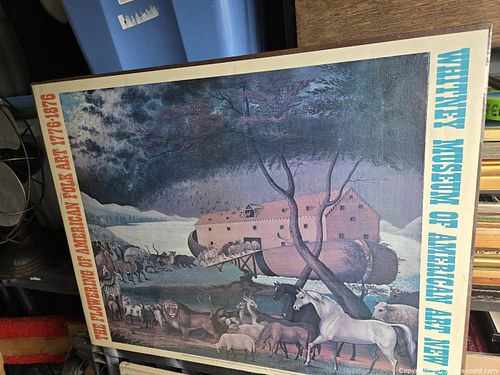 THE FLOWERING OF AMERICAN FOLK ART 1776-1876
WHITNEY MUSEUM OF AMERICAN ART NEW